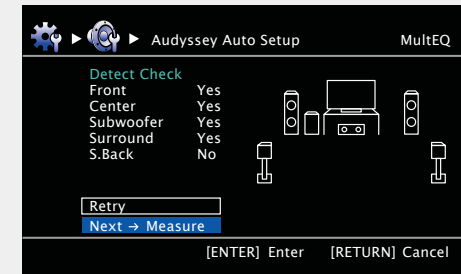 ► ► Audyssey Auto Setup MultEQ
Detect Check
Front Yes
Center Yes
Subwoofer Yes
Surround Yes
S.Back No
Retry
Next → Measure
[ENTER] Enter [RETURN] Cancel